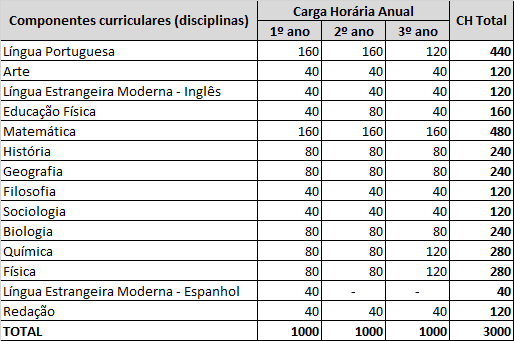 Componentes curriculares (disciplinas) Carga Horária Anual CH Total
1º ano 2º ano 3º ano
Língua Portuguesa 160 160 120 440
Arte 40 40 40 120
Língua Estrangeira Moderna - Inglês 40 40 40 120
Educação Física 40 80 40 160
Matemática 160 160 160 480
História 80 80 80 240
Geografia 80 80 80 240
Filosofia 40 40 40 120
Sociologia 40 40 40 120
Biologia 80 80 80 240
Química 80 80 120 280
Física 80 80 120 280
Língua Estrangeira Moderna - Espanhol 40 - - 40
Redação 40 40 40 120
TOTAL 1000 1000 1000 3000